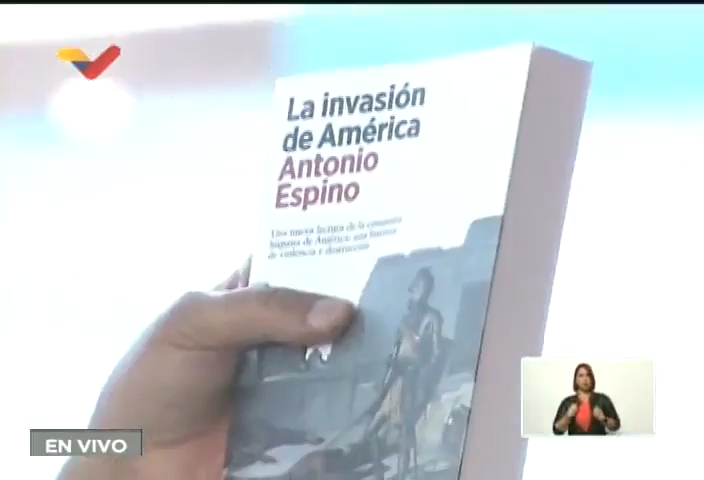 La invasión
de América
Antonio
Espino
Una nueva lectura de la conquista
hispana de América: una historia
de violencia y destrucción
EN VIVO